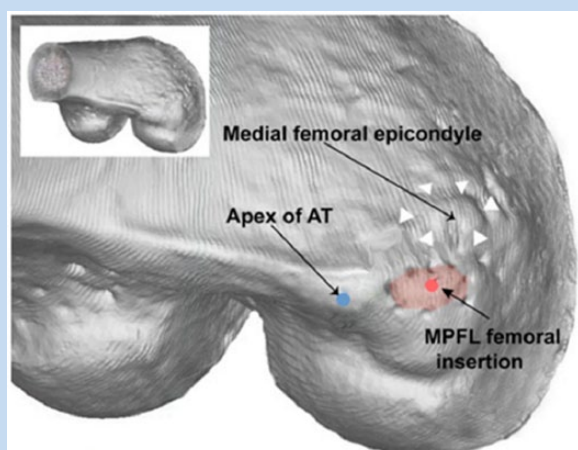 Medial femoral epicondyle
Apex of AT
MPFL femoral
insertion